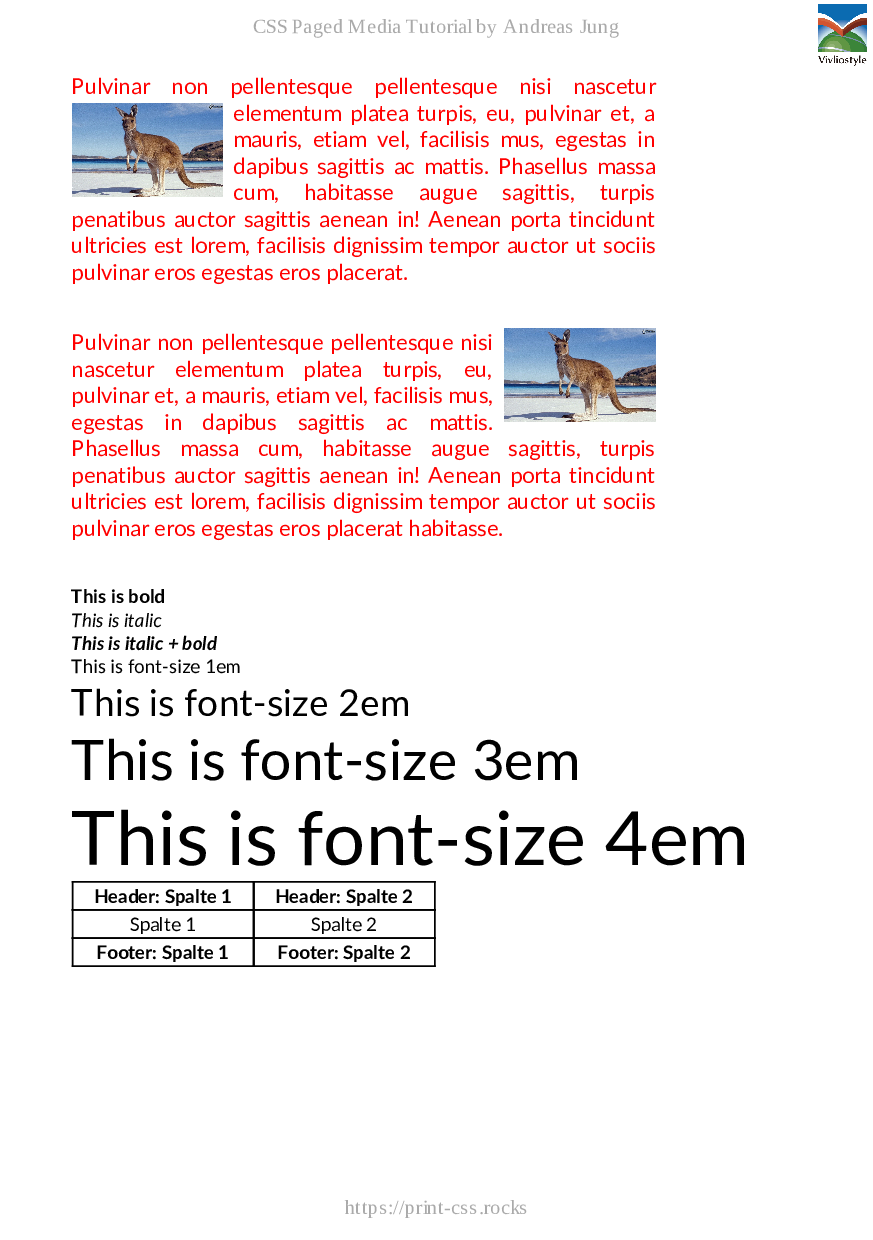 CSS Paged Media Tutorial by Andreas Jung
Vivliostyle
Pulvinar non pellentesque pellentesque nisi nascetur
elementum platea turpis, eu, pulvinar et, a
mauris, etiam vel, facilisis mus, egestas in
dapibus sagittis ac mattis. Phasellus massa
cum, habitasse augue sagittis, turpis
penatibus auctor sagittis aenean in! Aenean porta tincidunt
ultricies est lorem, facilisis dignissim tempor auctor ut sociis
pulvinar eros egestas eros placerat.
Pulvinar non pellentesque pellentesque nisi
nascetur elementum platea turpis, eu,
pulvinar et, a mauris, etiam vel, facilisis mus,
egestas in dapibus sagittis ac mattis.
Phasellus massa cum, habitasse augue sagittis, turpis
penatibus auctor sagittis aenean in! Aenean porta tincidunt
ultricies est lorem, facilisis dignissim tempor auctor ut sociis
pulvinar eros egestas eros placerat habitasse.
This is bold
This is italic
This is italic + bold
This is font-size 1em
This is font-size 2em
This is font-size 3em
This is font-size 4em
Header: Spalte 1 Header: Spalte 2
Spalte 1 Spalte 2
Footer: Spalte 1 Footer: Spalte 2
https://print-css.rocks